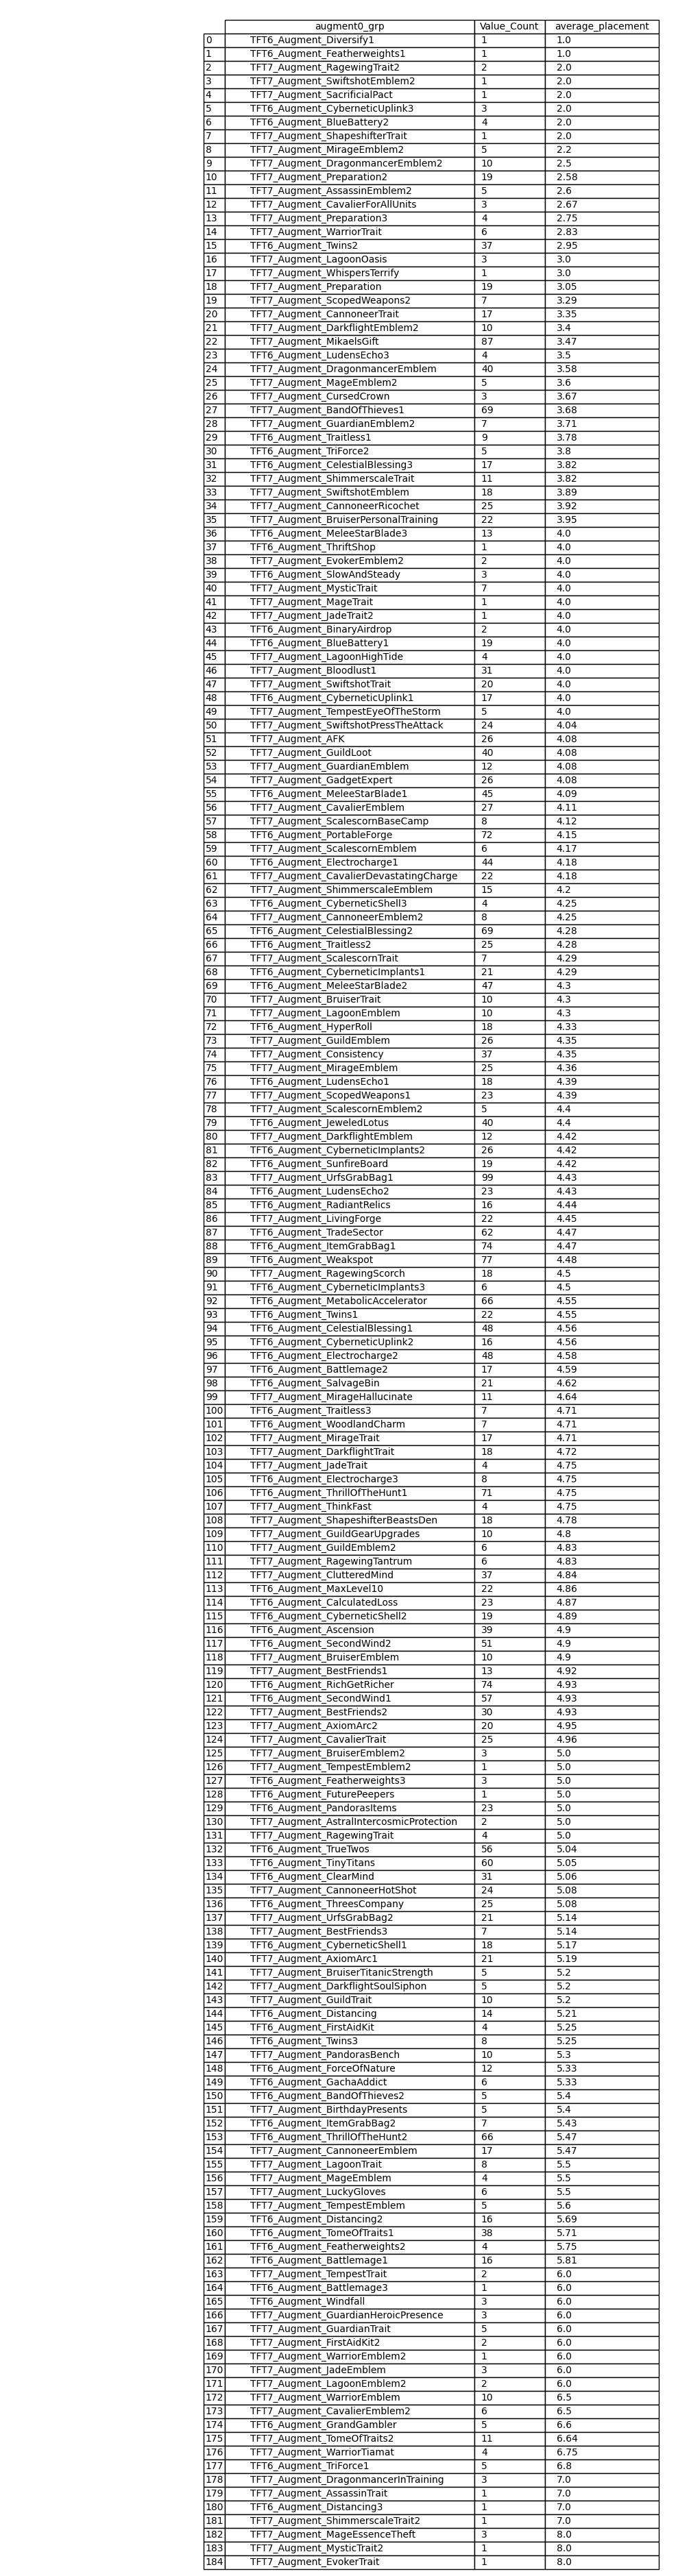 augment0_grp Value_Count average_placement
0 TFT6_Augment_Diversify1 1 1.0
1 TFT6_Augment_Featherweights1 1 1.0
2 TFT7_Augment_RagewingTrait2 2 2.0
3 TFT7_Augment_SwiftshotEmblem2 1 2.0
4 TFT7_Augment_SacrificialPact 1 2.0
5 TFT6_Augment_CyberneticUplink3 3 2.0
6 TFT6_Augment_BlueBattery2 4 2.0
7 TFT7_Augment_ShapeshifterTrait 1 2.0
8 TFT7_Augment_MirageEmblem2 5 2.2
9 TFT7_Augment_DragonmancerEmblem2 10 2.5
10 TFT7_Augment_Preparation2 19 2.58
11 TFT7_Augment_AssassinEmblem2 5 2.6
12 TFT7_Augment_CavalierForAllUnits 3 2.67
13 TFT7_Augment_Preparation3 4 2.75
14 TFT7_Augment_WarriorTrait 6 2.83
15 TFT6_Augment_Twins2 37 2.95
16 TFT7_Augment_LagoonOasis 3 3.0
17 TFT7_Augment_WhispersTerrify 1 3.0
18 TFT7_Augment_Preparation 19 3.05
19 TFT7_Augment_ScopedWeapons2 7 3.29
20 TFT7_Augment_CannoneerTrait 17 3.35
21 TFT7_Augment_DarkflightEmblem2 10 3.4
22 TFT7_Augment_MikaelsGift 87 3.47
23 TFT6_Augment_LudensEcho3 4 3.5
24 TFT7_Augment_DragonmancerEmblem 40 3.58
25 TFT7_Augment_MageEmblem2 5 3.6
26 TFT7_Augment_CursedCrown 3 3.67
27 TFT7_Augment_BandOfThieves1 69 3.68
28 TFT7_Augment_GuardianEmblem2 7 3.71
29 TFT6_Augment_Traitless1 9 3.78
30 TFT6_Augment_TriForce2 5 3.8
31 TFT6_Augment_CelestialBlessing3 17 3.82
32 TFT7_Augment_ShimmerscaleTrait 11 3.82
33 TFT7_Augment_SwiftshotEmblem 18 3.89
34 TFT7_Augment_CannoneerRicochet 25 3.92
35 TFT7_Augment_BruiserPersonalTraining 22 3.95
36 TFT6_Augment_MeleeStarBlade3 13 4.0
37 TFT6_Augment_ThriftShop 1 4.0
38 TFT7_Augment_EvokerEmblem2 2 4.0
39 TFT6_Augment_SlowAndSteady 3 4.0
40 TFT7_Augment_MysticTrait 7 4.0
41 TFT7_Augment_MageTrait 1 4.0
42 TFT7_Augment_JadeTrait2 1 4.0
43 TFT6_Augment_BinaryAirdrop 2 4.0
44 TFT6_Augment_BlueBattery1 19 4.0
45 TFT7_Augment_LagoonHighTide 4 4.0
46 TFT7_Augment_Bloodlust1 31 4.0
47 TFT7_Augment_SwiftshotTrait 20 4.0
48 TFT6_Augment_CyberneticUplink1 17 4.0
49 TFT7_Augment_TempestEyeOfTheStorm 5 4.0
50 TFT7_Augment_SwiftshotPressTheAttack 24 4.04
51 TFT7_Augment_AFK 26 4.08
52 TFT7_Augment_GuildLoot 40 4.08
53 TFT7_Augment_GuardianEmblem 12 4.08
54 TFT7_Augment_GadgetExpert 26 4.08
55 TFT6_Augment_MeleeStarBlade1 45 4.09
56 TFT7_Augment_CavalierEmblem 27 4.11
57 TFT7_Augment_ScalescornBaseCamp 8 4.12
58 TFT6_Augment_PortableForge 72 4.15
59 TFT7_Augment_ScalescornEmblem 6 4.17
60 TFT6_Augment_Electrocharge1 44 4.18
61 TFT7_Augment_CavalierDevastatingCharge 22 4.18
62 TFT7_Augment_ShimmerscaleEmblem 15 4.2
63 TFT6_Augment_CyberneticShell3 4 4.25
64 TFT7_Augment_CannoneerEmblem2 8 4.25
65 TFT6_Augment_CelestialBlessing2 69 4.28
66 TFT6_Augment_Traitless2 25 4.28
67 TFT7_Augment_ScalescornTrait 7 4.29
68 TFT6_Augment_CyberneticImplants1 21 4.29
69 TFT6_Augment_MeleeStarBlade2 47 4.3
70 TFT7_Augment_BruiserTrait 10 4.3
71 TFT7_Augment_LagoonEmblem 10 4.3
72 TFT6_Augment_HyperRoll 18 4.33
73 TFT7_Augment_GuildEmblem 26 4.35
74 TFT7_Augment_Consistency 37 4.35
75 TFT7_Augment_MirageEmblem 25 4.36
76 TFT6_Augment_LudensEcho1 18 4.39
77 TFT7_Augment_ScopedWeapons1 23 4.39
78 TFT7_Augment_ScalescornEmblem2 5 4.4
79 TFT6_Augment_JeweledLotus 40 4.4
80 TFT7_Augment_DarkflightEmblem 12 4.42
81 TFT6_Augment_CyberneticImplants2 26 4.42
82 TFT6_Augment_SunfireBoard 19 4.42
83 TFT7_Augment_UrfsGrabBag1 99 4.43
84 TFT6_Augment_LudensEcho2 23 4.43
85 TFT6_Augment_RadiantRelics 16 4.44
86 TFT7_Augment_LivingForge 22 4.45
87 TFT6_Augment_TradeSector 62 4.47
88 TFT6_Augment_ItemGrabBag1 74 4.47
89 TFT6_Augment_Weakspot 77 4.48
90 TFT7_Augment_RagewingScorch 18 4.5
91 TFT6_Augment_CyberneticImplants3 6 4.5
92 TFT6_Augment_MetabolicAccelerator 66 4.55
93 TFT6_Augment_Twins1 22 4.55
94 TFT6_Augment_CelestialBlessing1 48 4.56
95 TFT6_Augment_CyberneticUplink2 16 4.56
96 TFT6_Augment_Electrocharge2 48 4.58
97 TFT6_Augment_Battlemage2 17 4.59
98 TFT6_Augment_SalvageBin 21 4.62
99 TFT7_Augment_MirageHallucinate 11 4.64
100 TFT6_Augment_Traitless3 7 4.71
101 TFT6_Augment_WoodlandCharm 7 4.71
102 TFT7_Augment_MirageTrait 17 4.71
103 TFT7_Augment_DarkflightTrait 18 4.72
104 TFT7_Augment_JadeTrait 4 4.75
105 TFT6_Augment_Electrocharge3 8 4.75
106 TFT6_Augment_ThrillOfTheHunt1 71 4.75
107 TFT7_Augment_ThinkFast 4 4.75
108 TFT7_Augment_ShapeshifterBeastsDen 18 4.78
109 TFT7_Augment_GuildGearUpgrades 10 4.8
110 TFT7_Augment_GuildEmblem2 6 4.83
111 TFT7_Augment_RagewingTantrum 6 4.83
112 TFT7_Augment_ClutteredMind 37 4.84
113 TFT7_Augment_MaxLevel10 22 4.86
114 TFT6_Augment_CalculatedLoss 23 4.87
115 TFT6_Augment_CyberneticShell2 19 4.89
116 TFT6_Augment_Ascension 39 4.9
117 TFT6_Augment_SecondWind2 51 4.9
118 TFT7_Augment_BruiserEmblem 10 4.9
119 TFT7_Augment_BestFriends1 13 4.92
120 TFT6_Augment_RichGetRicher 74 4.93
121 TFT6_Augment_SecondWind1 57 4.93
122 TFT7_Augment_BestFriends2 30 4.93
123 TFT7_Augment_AxiomArc2 20 4.95
124 TFT7_Augment_CavalierTrait 25 4.96
125 TFT7_Augment_BruiserEmblem2 3 5.0
126 TFT7_Augment_TempestEmblem2 1 5.0
127 TFT6_Augment_Featherweights3 3 5.0
128 TFT7_Augment_FuturePeepers 1 5.0
129 TFT6_Augment_PandorasItems 23 5.0
130 TFT7_Augment_AstralIntercosmicProtection 2 5.0
131 TFT7_Augment_RagewingTrait 4 5.0
132 TFT6_Augment_TrueTwos 56 5.04
133 TFT6_Augment_TinyTitans 60 5.05
134 TFT6_Augment_ClearMind 31 5.06
135 TFT7_Augment_CannoneerHotShot 24 5.08
136 TFT6_Augment_ThreesCompany 25 5.08
137 TFT7_Augment_UrfsGrabBag2 21 5.14
138 TFT7_Augment_BestFriends3 7 5.14
139 TFT6_Augment_CyberneticShell1 18 5.17
140 TFT7_Augment_AxiomArc1 21 5.19
141 TFT7_Augment_BruiserTitanicStrength 5 5.2
142 TFT7_Augment_DarkflightSoulSiphon 5 5.2
143 TFT7_Augment_GuildTrait 10 5.2
144 TFT6_Augment_Distancing 14 5.21
145 TFT6_Augment_FirstAidKit 4 5.25
146 TFT6_Augment_Twins3 8 5.25
147 TFT7_Augment_PandorasBench 10 5.3
148 TFT6_Augment_ForceOfNature 12 5.33
149 TFT7_Augment_GachaAddict 6 5.33
150 TFT6_Augment_BandOfThieves2 5 5.4
151 TFT7_Augment_BirthdayPresents 5 5.4
152 TFT6_Augment_ItemGrabBag2 7 5.43
153 TFT6_Augment_ThrillOfTheHunt2 66 5.47
154 TFT7_Augment_CannoneerEmblem 17 5.47
155 TFT7_Augment_LagoonTrait 8 5.5
156 TFT7_Augment_MageEmblem 4 5.5
157 TFT7_Augment_LuckyGloves 6 5.5
158 TFT7_Augment_TempestEmblem 5 5.6
159 TFT6_Augment_Distancing2 16 5.69
160 TFT6_Augment_TomeOfTraits1 38 5.71
161 TFT6_Augment_Featherweights2 4 5.75
162 TFT6_Augment_Battlemage1 16 5.81
163 TFT7_Augment_TempestTrait 2 6.0
164 TFT6_Augment_Battlemage3 1 6.0
165 TFT6_Augment_Windfall 3 6.0
166 TFT7_Augment_GuardianHeroicPresence 3 6.0
167 TFT7_Augment_GuardianTrait 5 6.0
168 TFT7_Augment_FirstAidKit2 2 6.0
169 TFT7_Augment_WarriorEmblem2 1 6.0
170 TFT7_Augment_JadeEmblem 3 6.0
171 TFT7_Augment_LagoonEmblem2 2 6.0
172 TFT7_Augment_WarriorEmblem 10 6.5
173 TFT7_Augment_CavalierEmblem2 6 6.5
174 TFT6_Augment_GrandGambler 5 6.6
175 TFT7_Augment_TomeOfTraits2 11 6.64
176 TFT7_Augment_WarriorTiamat 4 6.75
177 TFT6_Augment_TriForce1 5 6.8
178 TFT7_Augment_DragonmancerInTraining 3 7.0
179 TFT7_Augment_AssassinTrait 1 7.0
180 TFT6_Augment_Distancing3 1 7.0
181 TFT7_Augment_ShimmerscaleTrait2 1 7.0
182 TFT7_Augment_MageEssenceTheft 3 8.0
183 TFT7_Augment_MysticTrait2 1 8.0
184 TFT7_Augment_EvokerTrait 1 8.0